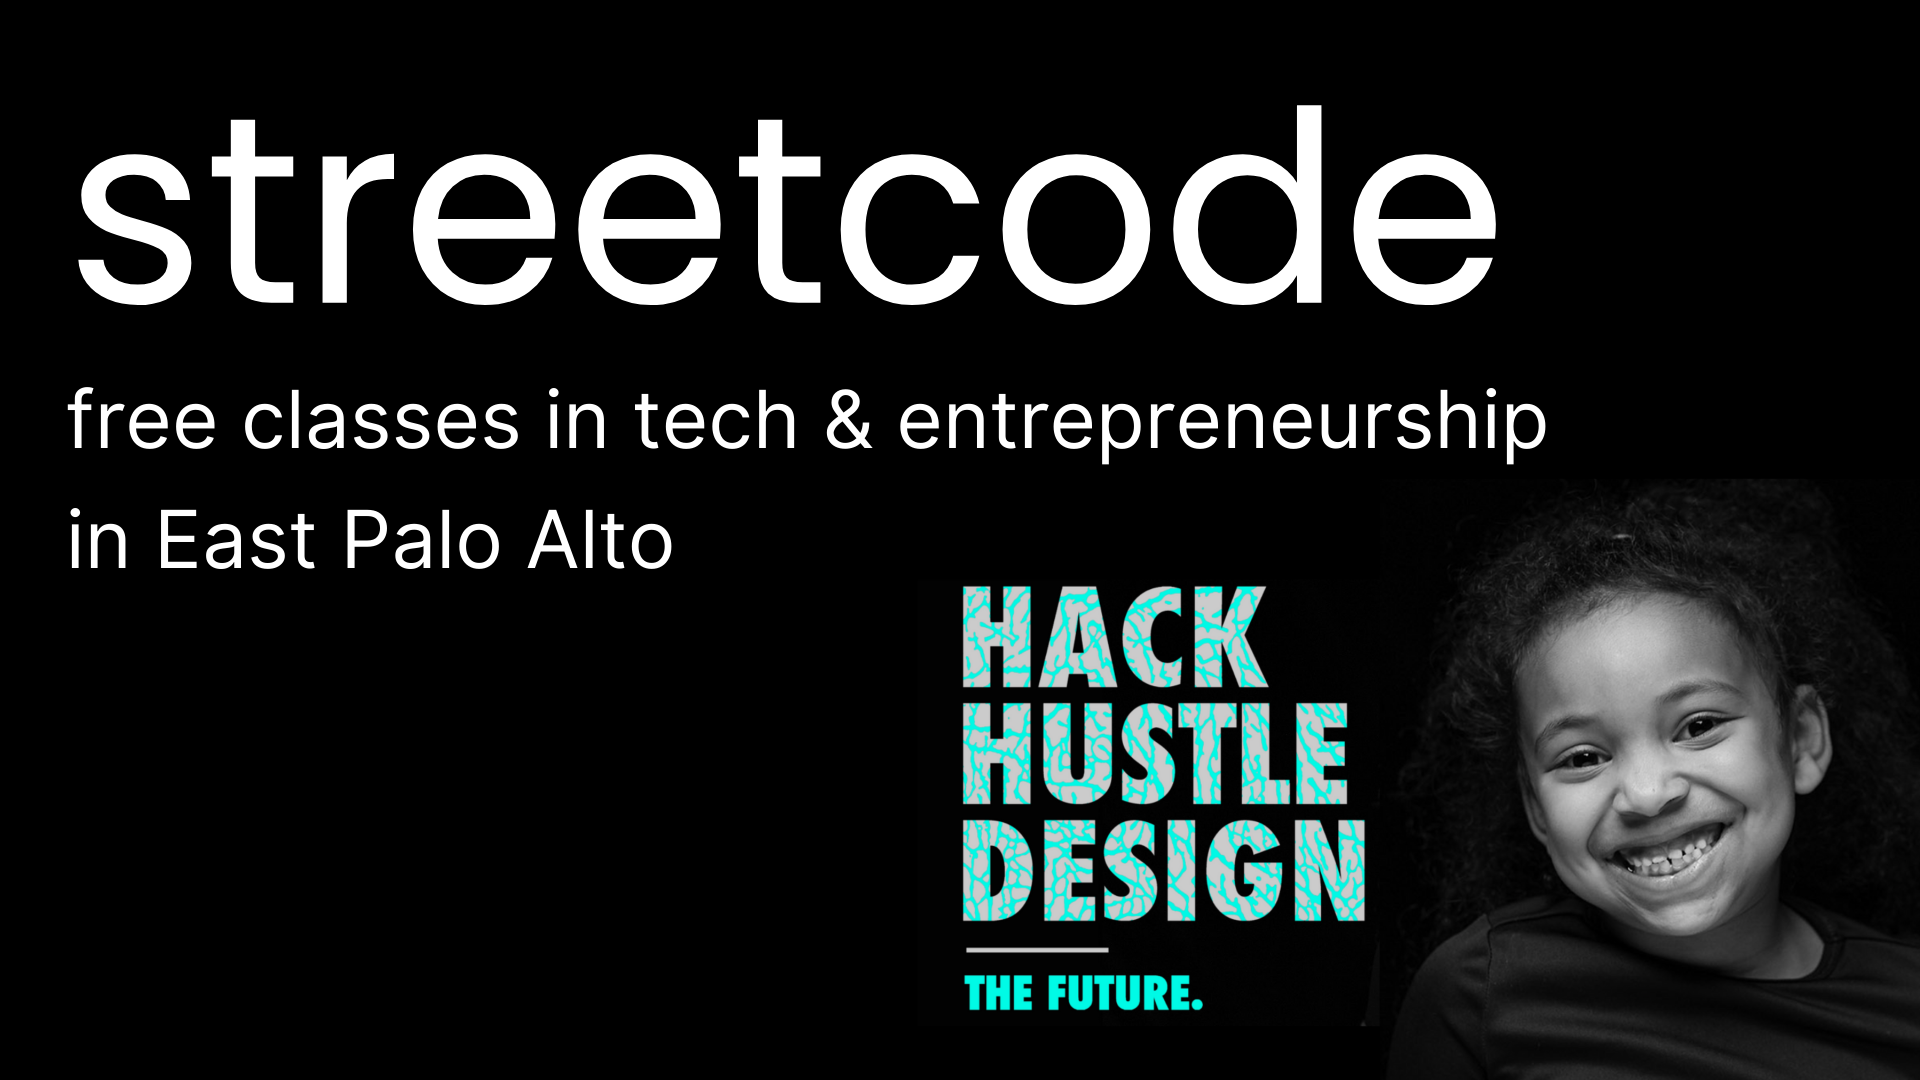 streetcode
free classes in tech & entrepreneurship
in East Palo Alto
HACK
HUSTLE
DESIGN
THE FUTURE.